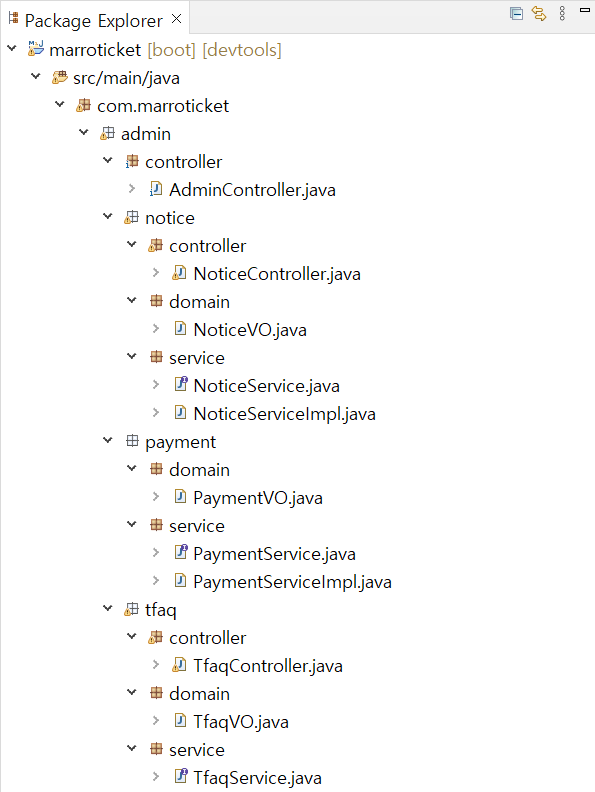 Package Explorer
marroticket [boot] [devtools]
src/main/java
com.marroticket
admin
controller
AdminController.java
notice
controller
NoticeController.java
domain
NoticeVO.java
service
NoticeService.java
NoticeServiceImpl.java
payment
domain
PaymentVO.java
service
PaymentService.java
PaymentServiceImpl.java
tfaq
controller
TfaqController.java
domain
TfaqVO.java
service
TfaqService.java